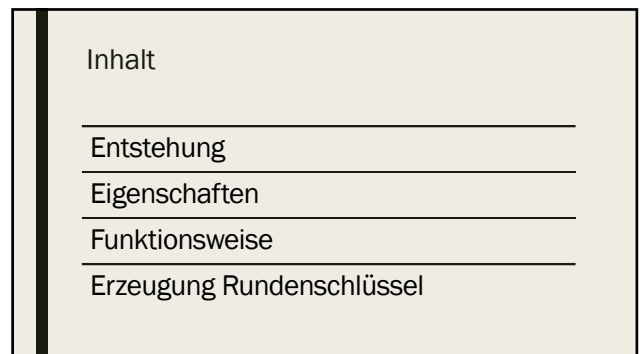 Inhalt
Entstehung
Eigenschaften
Funktionsweise
Erzeugung Rundenschlüssel